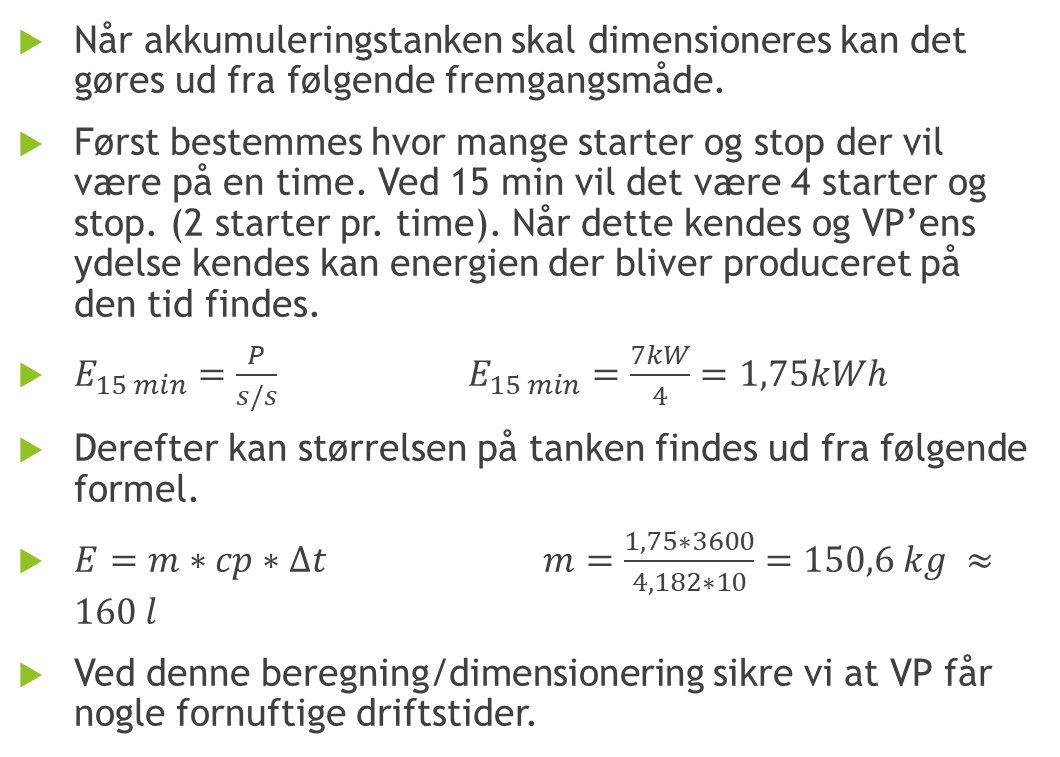 Når akkumuleringstanken skal dimensioneres kan det
gøres ud fra følgende fremgangsmåde.
Først bestemmes hvor mange starter og stop der vil
være på en time. Ved 15 min vil det være 4 starter og
stop. (2 starter pr. time). Når dette kendes og VP’ens
ydelse kendes kan energien der bliver produceret på
den tid findes.
E₁₅ ₘᵢₙ = P / s/s E₁₅ ₘᵢₙ = 7kW / 4 = 1,75kWh
Derefter kan størrelsen på tanken findes ud fra følgende
formel.
E = m ∗ cp ∗ Δt m = 1,75∗3600 / 4,182∗10 = 150,6 kg ≈
160 l
Ved denne beregning/dimensionering sikre vi at VP får
nogle fornuftige driftstider.